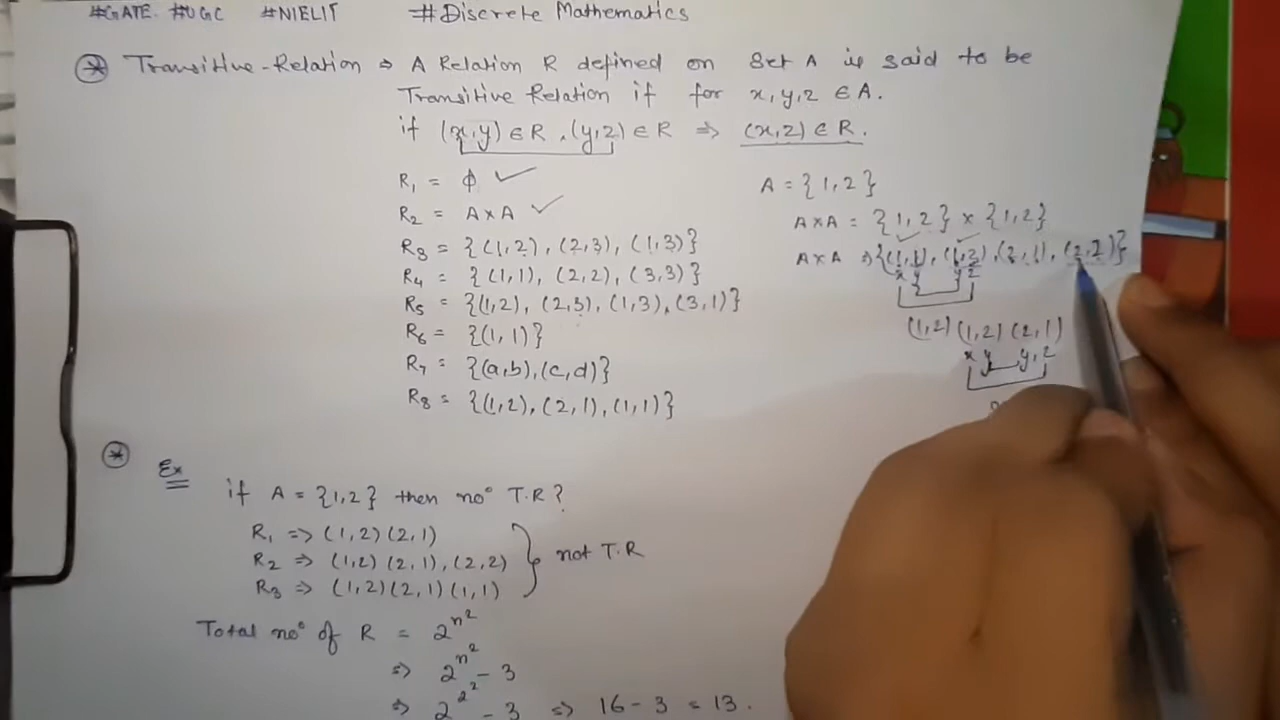 #GATE. #UGC #NIELIT #Discrete Mathematics
* Transitive-Relation ⇒ A Relation R defined on Set A is said to be
Transitive Relation if for x,y,z ∈ A.
if (x,y) ∈ R, (y,z) ∈ R ⇒ (x,z) ∈ R.
R1 = ϕ ✓
R2 = A×A ✓
R3 = {(1,2), (2,3), (1,3)}
R4 = {(1,1), (2,2), (3,3)}
R5 = {(1,2), (2,3), (1,3), (3,1)}
R6 = {(1,1)}
R7 = {(a,b),(c,d)}
R8 = {(1,2), (2,1), (1,1)}
A = {1,2}
A×A = {1,2} × {1,2}
A×A ⇒ {(1,1), (1,2), (2,1), (2,2)}
x y y z
(1,2) (1,2) (2,1)
x y y,z
* Ex
if A = {1,2} then no° T.R?
R1 => (1,2) (2,1)
R2 => (1,2) (2,1), (2,2)
R3 => (1,2) (2,1) (1,1)
not T.R
Total no° of R = 2^n^2
=> 2^n^2 - 3
=> 2^2^2 - 3 => 16 - 3 = 13.